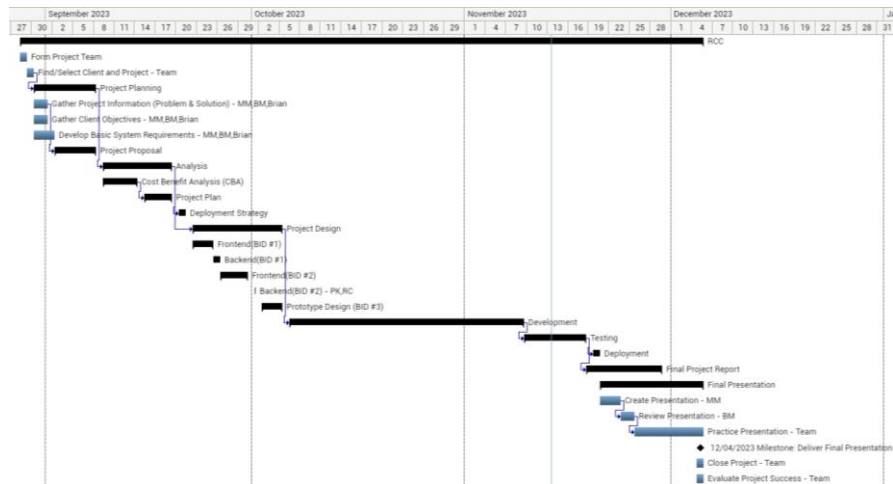 September 2023 October 2023 November 2023 December 2023
27 30 2 5 8 11 14 17 20 23 26 29 2 5 8 11 14 17 20 23 26 29 1 4 7 10 13 16 19 22 25 28 1 4 7 10 13 16 19 22 25 28 31
RCC
Form Project Team
Find/Select Client and Project - Team
Project Planning
Gather Project Information (Problem & Solution) - MM,BM,Brian
Gather Client Objectives - MM,BM,Brian
Develop Basic System Requirements - MM,BM,Brian
Project Proposal
Analysis
Cost Benefit Analysis (CBA)
Project Plan
Deployment Strategy
Project Design
Frontend(BID #1)
Backend(BID #1)
Frontend(BID #2)
Backend(BID #2) - PK,RC
Prototype Design (BID #3)
Development
Testing
Deployment
Final Project Report
Final Presentation
Create Presentation - MM
Review Presentation - BM
Practice Presentation - Team
12/04/2023 Milestone: Deliver Final Presentation
Close Project - Team
Evaluate Project Success - Team